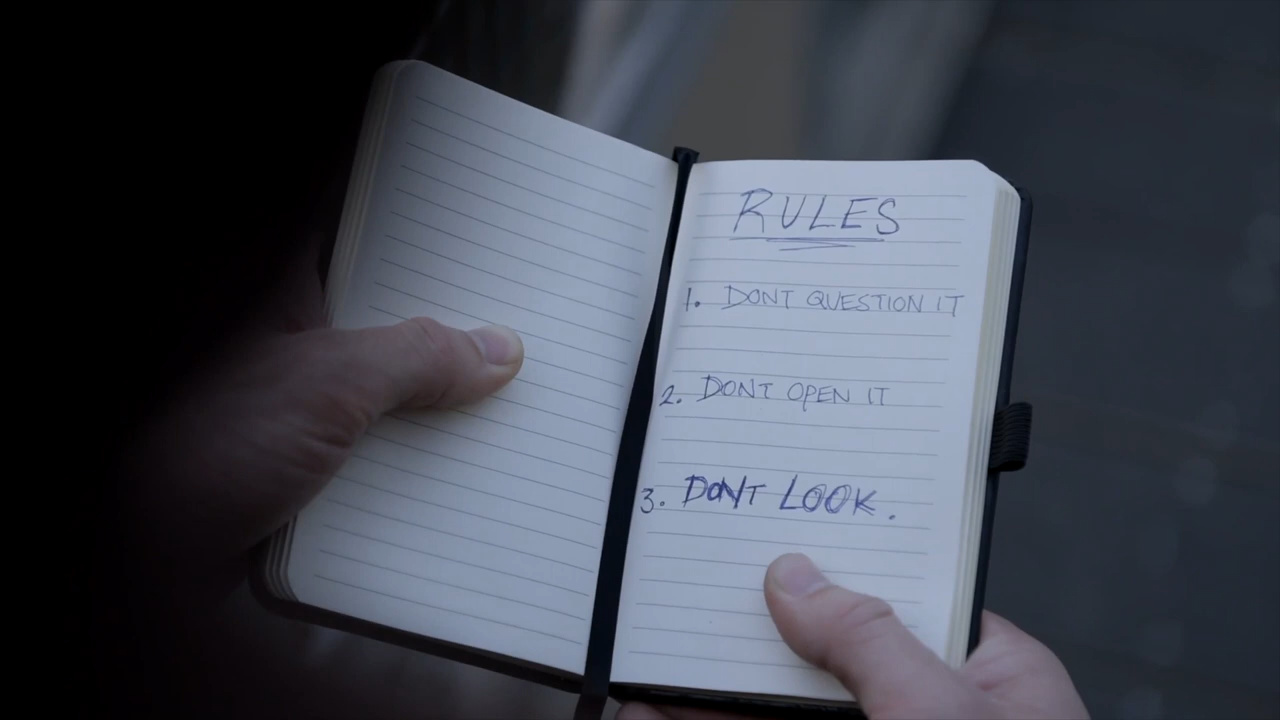 RULES
1. DONT QUESTION IT
2. DONT OPEN IT
3. DONT LOOK.